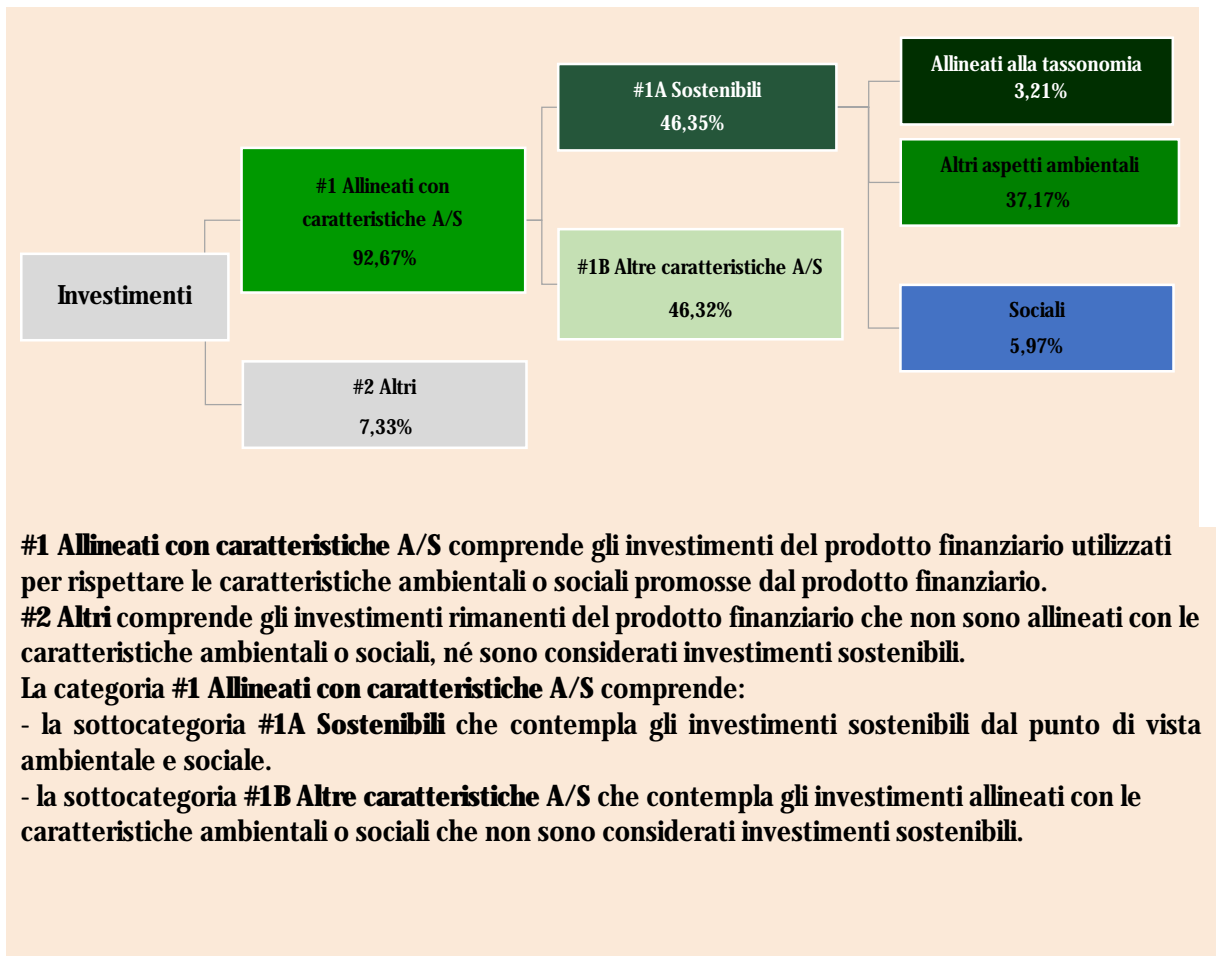 Investimenti
#1 Allineati con
caratteristiche A/S
92,67%
#2 Altri
7,33%
#1A Sostenibili
46,35%
#1B Altre caratteristiche A/S
46,32%
Allineati alla tassonomia
3,21%
Altri aspetti ambientali
37,17%
Sociali
5,97%
#1 Allineati con caratteristiche A/S comprende gli investimenti del prodotto finanziario utilizzati
per rispettare le caratteristiche ambientali o sociali promosse dal prodotto finanziario.
#2 Altri comprende gli investimenti rimanenti del prodotto finanziario che non sono allineati con le
caratteristiche ambientali o sociali, né sono considerati investimenti sostenibili.
La categoria #1 Allineati con caratteristiche A/S comprende:
- la sottocategoria #1A Sostenibili che contempla gli investimenti sostenibili dal punto di vista
ambientale e sociale.
- la sottocategoria #1B Altre caratteristiche A/S che contempla gli investimenti allineati con le
caratteristiche ambientali o sociali che non sono considerati investimenti sostenibili.